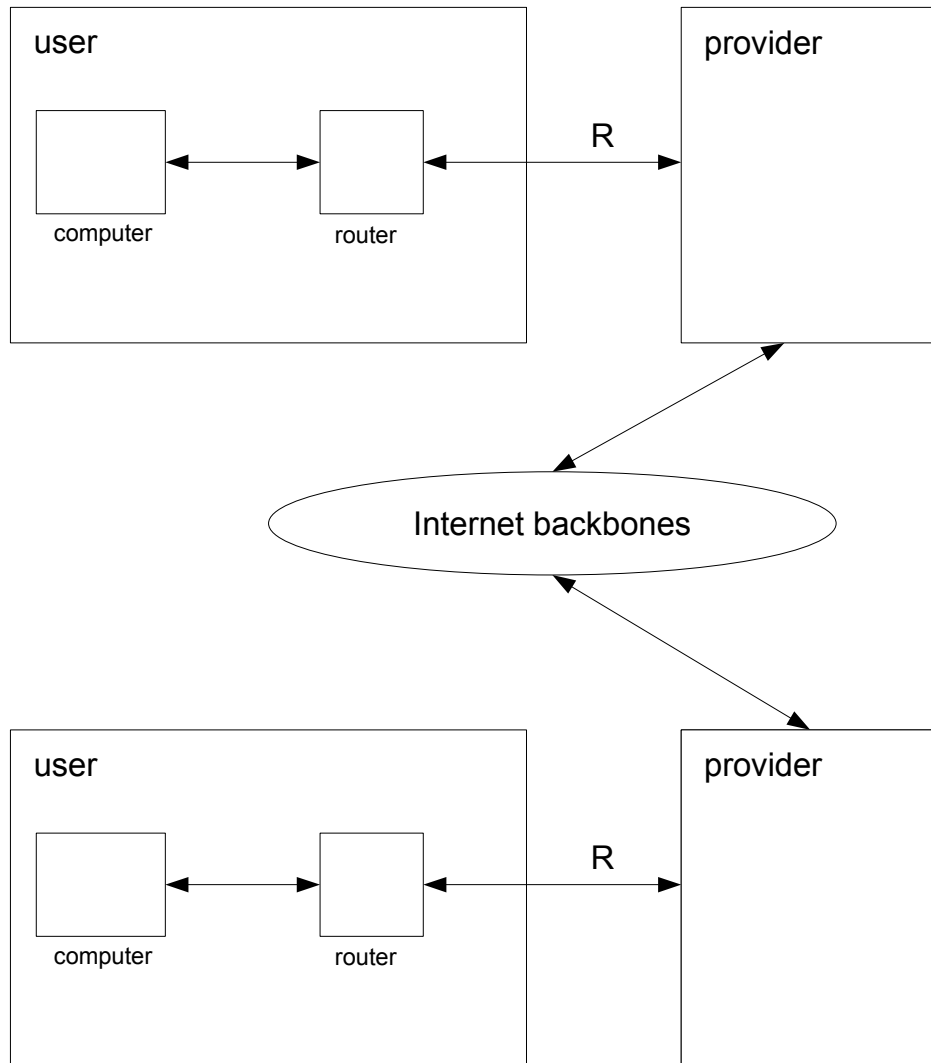 user
provider
R
computer
router
Internet backbones
user
provider
R
computer
router